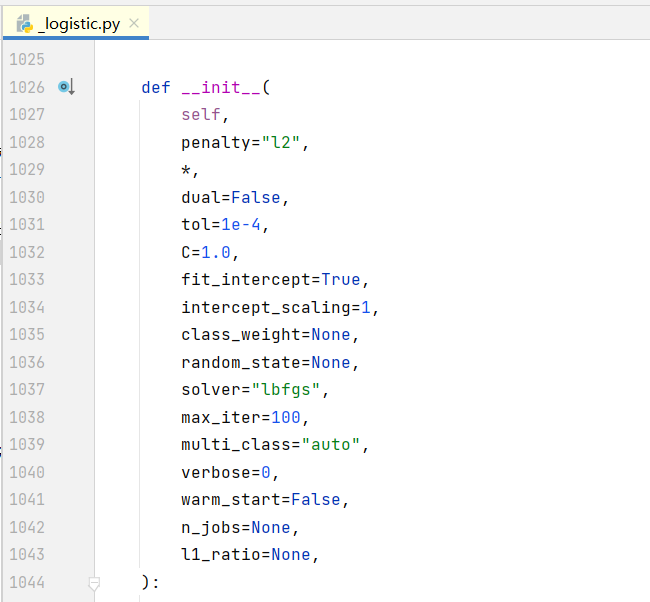 _logistic.py
1025
1026 def __init__(
1027 self,
1028 penalty="l2",
1029 *,
1030 dual=False,
1031 tol=1e-4,
1032 C=1.0,
1033 fit_intercept=True,
1034 intercept_scaling=1,
1035 class_weight=None,
1036 random_state=None,
1037 solver="lbfgs",
1038 max_iter=100,
1039 multi_class="auto",
1040 verbose=0,
1041 warm_start=False,
1042 n_jobs=None,
1043 l1_ratio=None,
1044 ):